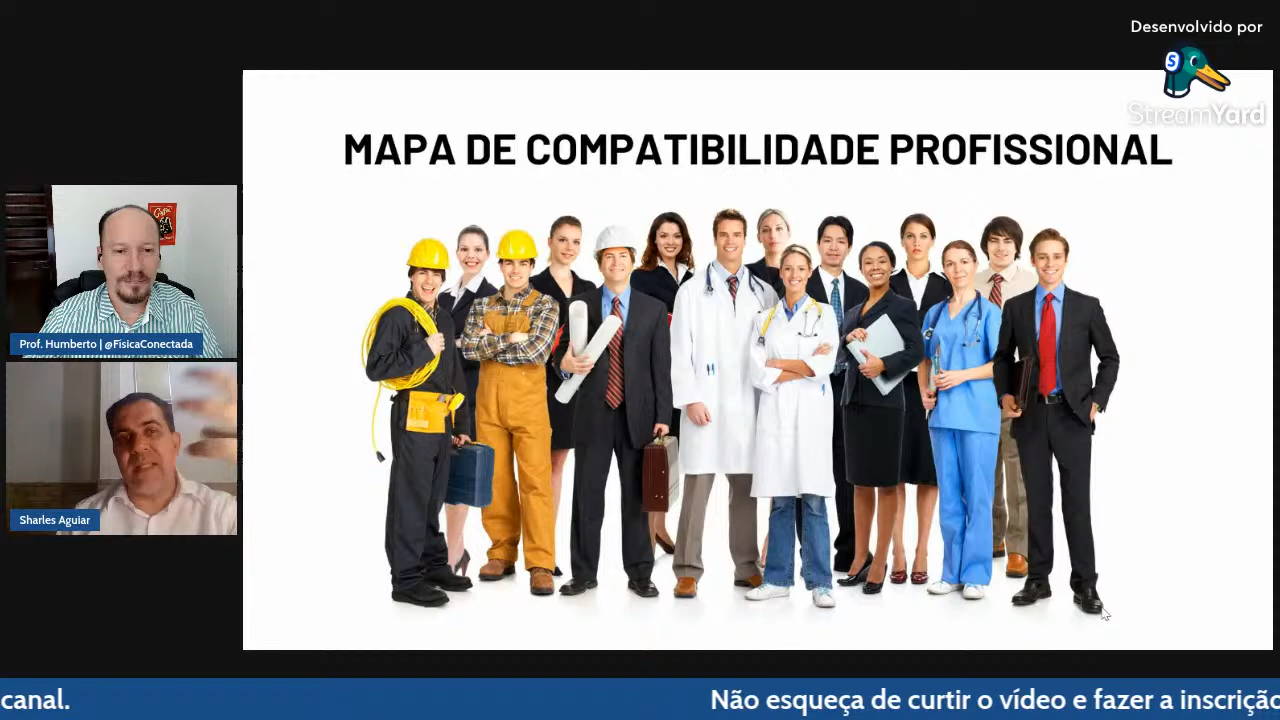 Desenvolvido por
StreamYard
MAPA DE COMPATIBILIDADE PROFISSIONAL
Prof. Humberto | @FisicaConectada
Sharles Aguiar
canal.
Não esqueça de curtir o vídeo e fazer a inscrição